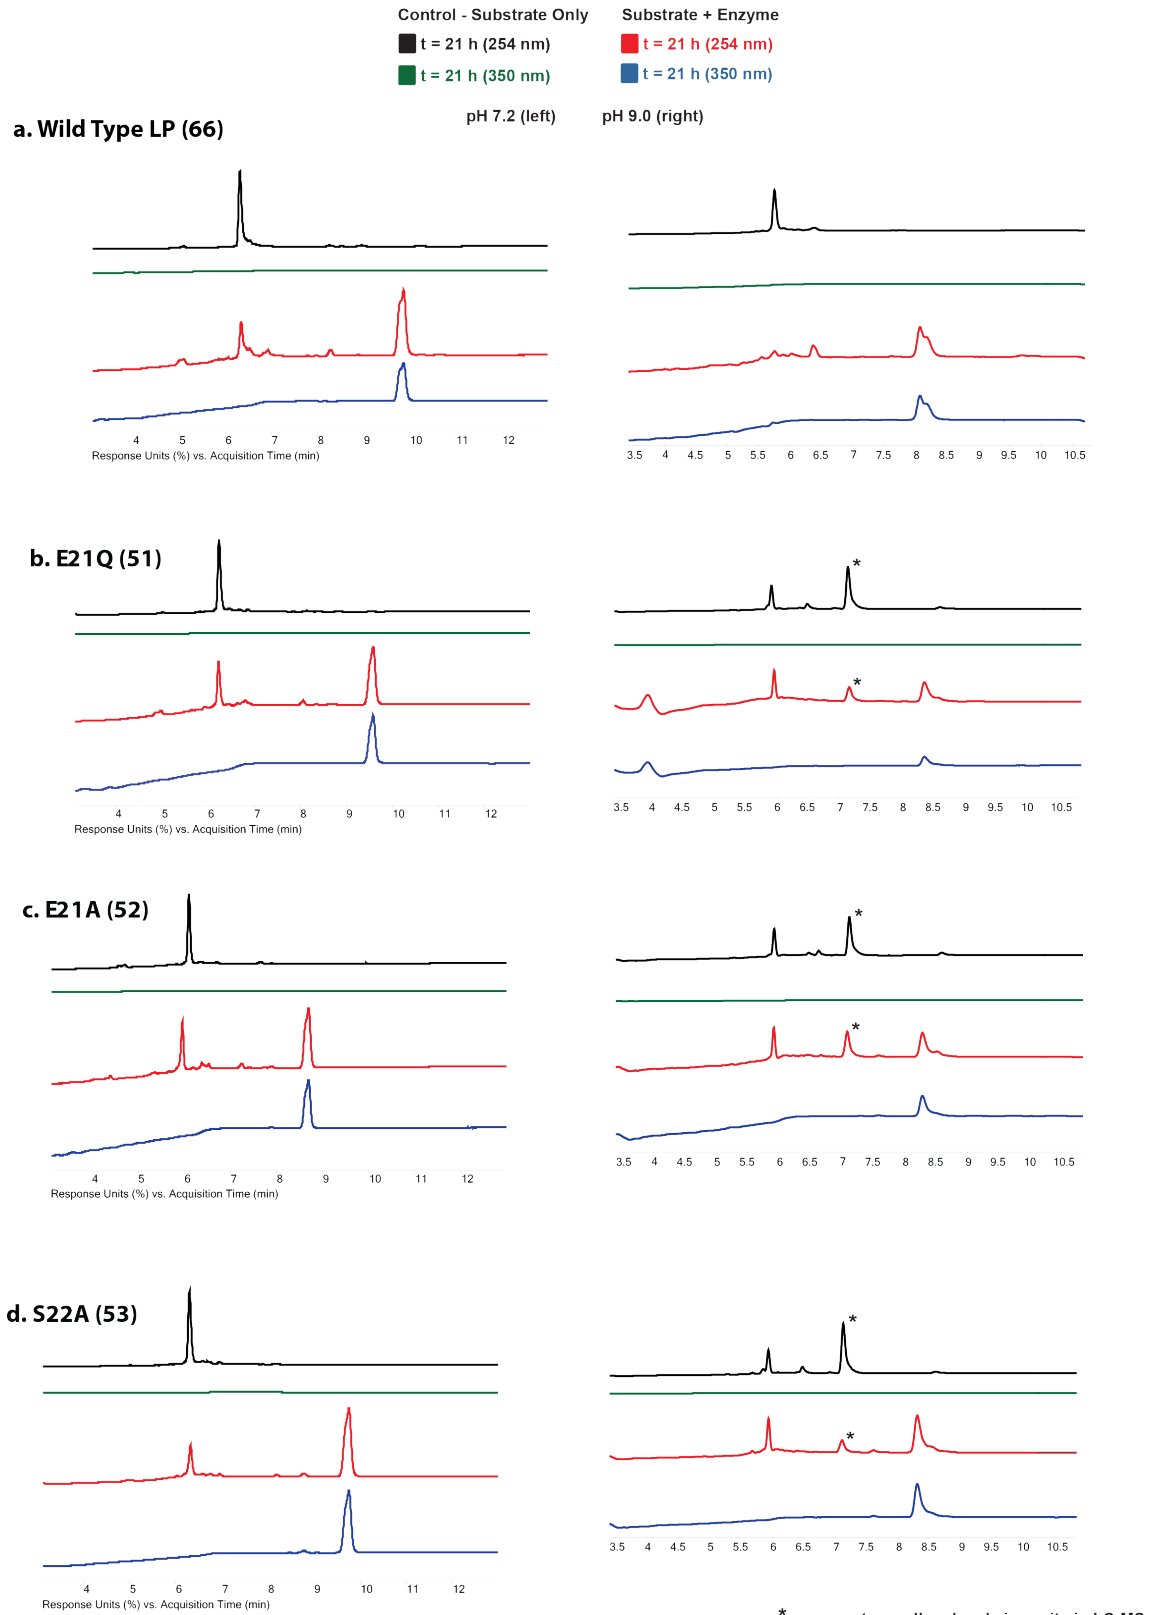 Control - Substrate Only Substrate + Enzyme
t = 21 h (254 nm) t = 21 h (254 nm)
t = 21 h (350 nm) t = 21 h (350 nm)
pH 7.2 (left) pH 9.0 (right)
a. Wild Type LP (66)
4 5 6 7 8 9 10 11 12
Response Units (%) vs. Acquisition Time (min)
3.5 4 4.5 5 5.5 6 6.5 7 7.5 8 8.5 9 9.5 10 10.5
b. E21Q (51)
*
*
4 5 6 7 8 9 10 11 12
Response Units (%) vs. Acquisition Time (min)
3.5 4 4.5 5 5.5 6 6.5 7 7.5 8 8.5 9 9.5 10 10.5
c. E21A (52)
*
*
4 5 6 7 8 9 10 11 12
Response Units (%) vs. Acquisition Time (min)
3.5 4 4.5 5 5.5 6 6.5 7 7.5 8 8.5 9 9.5 10 10.5
d. S22A (53)
*
*
4 5 6 7 8 9 10 11 12
Response Units (%) vs. Acquisition Time (min)
3.5 4 4.5 5 5.5 6 6.5 7 7.5 8 8.5 9 9.5 10 10.5
*